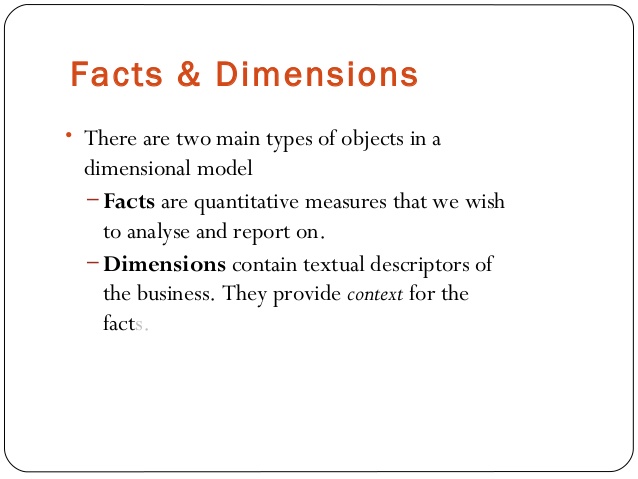 Facts & Dimensions
• There are two main types of objects in a
dimensional model
– Facts are quantitative measures that we wish
to analyse and report on.
– Dimensions contain textual descriptors of
the business. They provide context for the
facts.